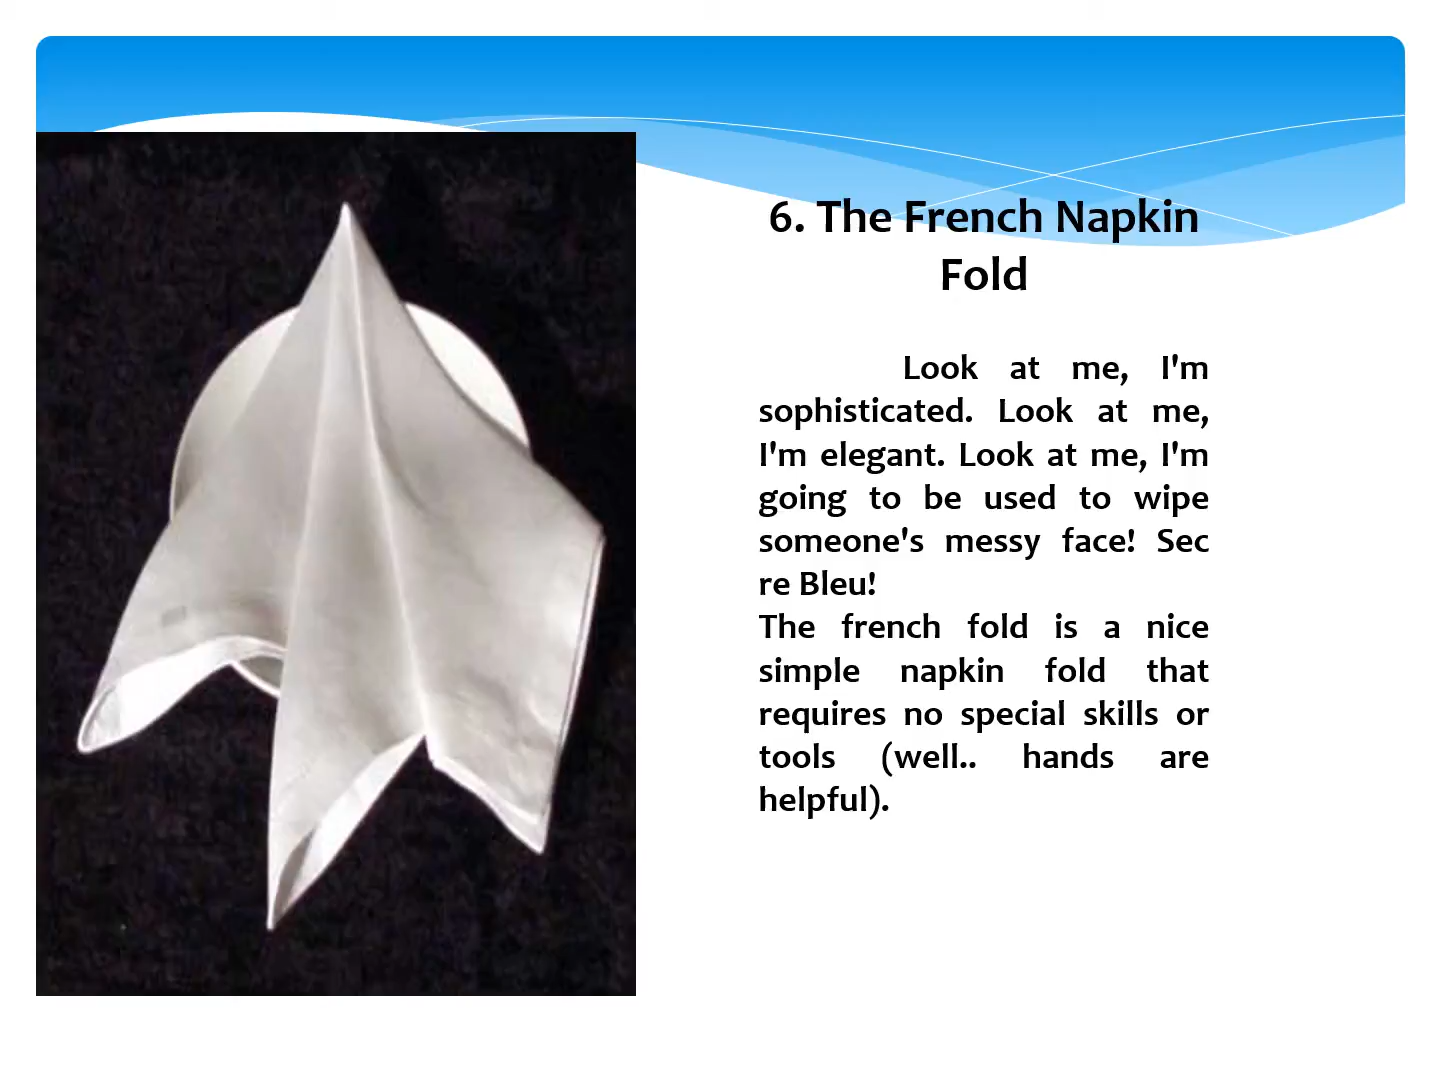 6. The French Napkin
Fold
Look at me, I'm
sophisticated. Look at me,
I'm elegant. Look at me, I'm
going to be used to wipe
someone's messy face! Sec
re Bleu!
The french fold is a nice
simple napkin fold that
requires no special skills or
tools (well.. hands are
helpful).